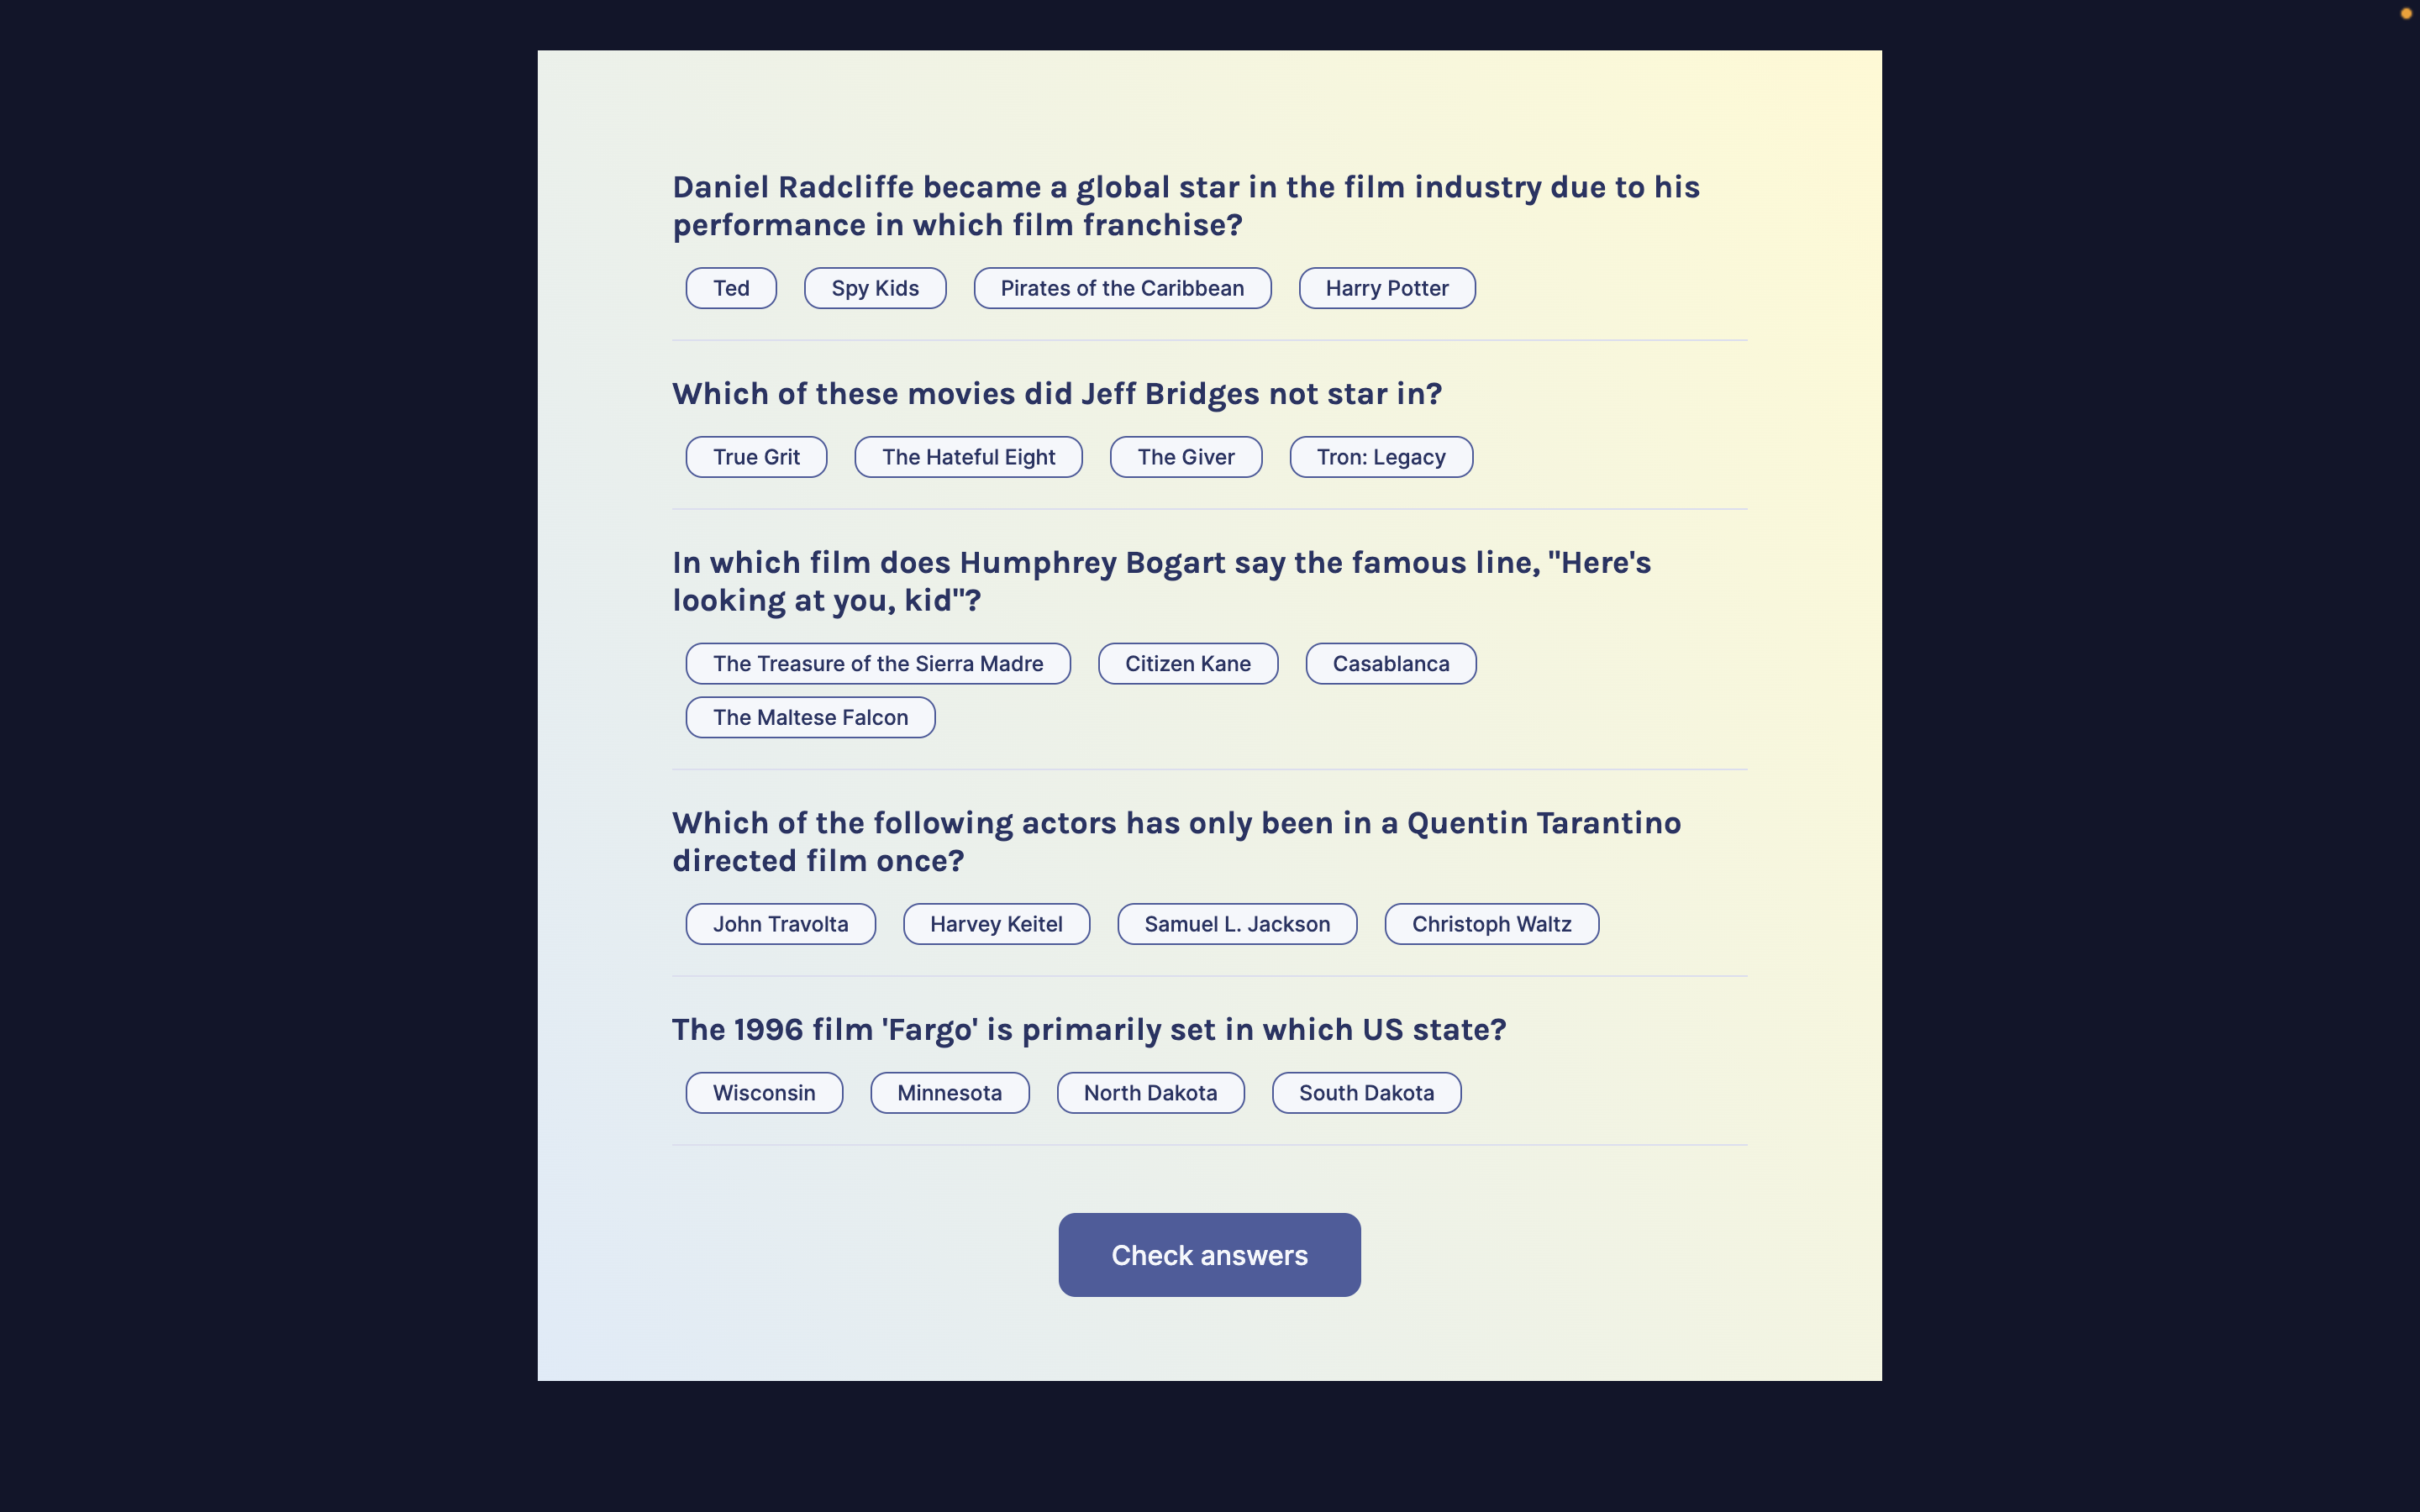 Daniel Radcliffe became a global star in the film industry due to his
performance in which film franchise?
Ted Spy Kids Pirates of the Caribbean Harry Potter
Which of these movies did Jeff Bridges not star in?
True Grit The Hateful Eight The Giver Tron: Legacy
In which film does Humphrey Bogart say the famous line, "Here's
looking at you, kid"?
The Treasure of the Sierra Madre Citizen Kane Casablanca
The Maltese Falcon
Which of the following actors has only been in a Quentin Tarantino
directed film once?
John Travolta Harvey Keitel Samuel L. Jackson Christoph Waltz
The 1996 film 'Fargo' is primarily set in which US state?
Wisconsin Minnesota North Dakota South Dakota
Check answers